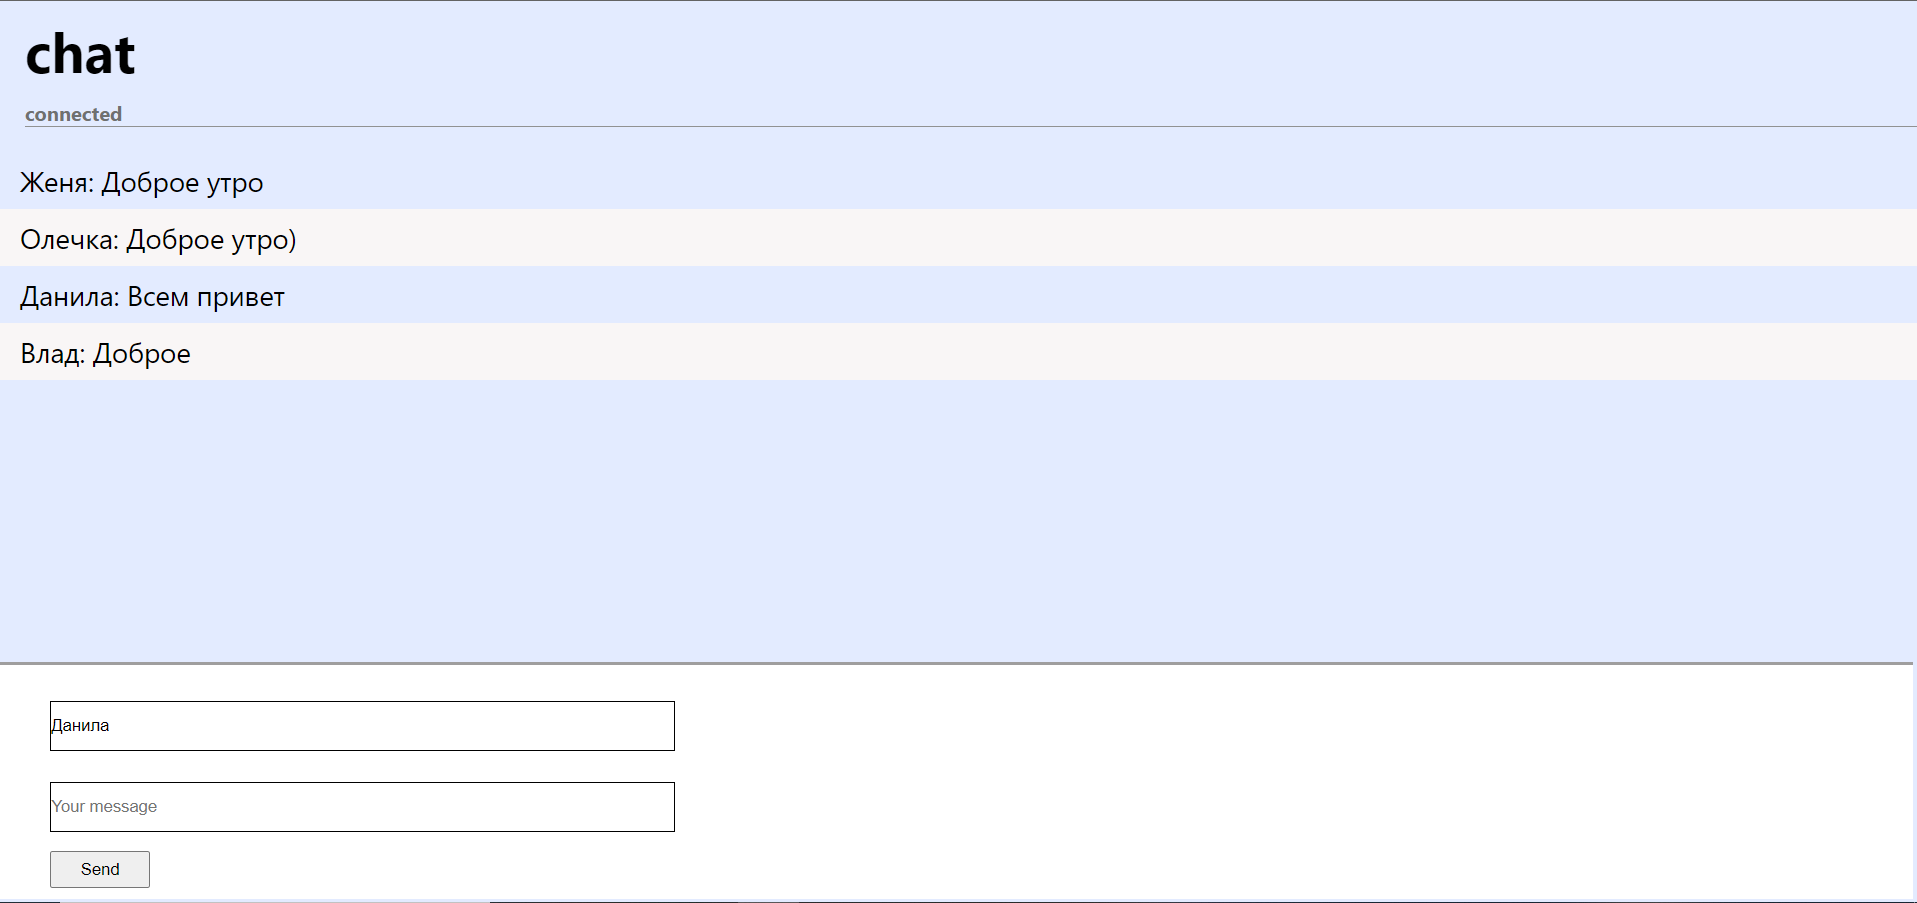 chat
connected
Женя: Доброе утро
Олечка: Доброе утро)
Данила: Всем привет
Влад: Доброе
Данила
Your message
Send